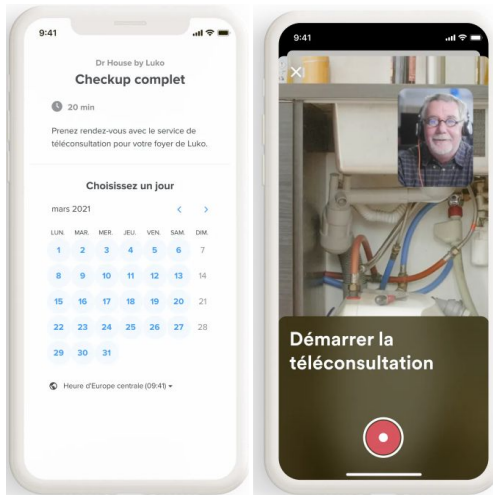 9:41
Dr House by Luko
Checkup complet
20 min
Prenez rendez-vous avec le service de
téléconsultation pour votre foyer de Luko.
Choisissez un jour
mars 2021 < >
LUN. MAR. MER. JEU. VEN. SAM. DIM.
1 2 3 4 5 6 7
8 9 10 11 12 13 14
15 16 17 18 19 20 21
22 23 24 25 26 27 28
29 30 31
Heure d'Europe centrale (09:41)
9:41
Démarrer la
téléconsultation